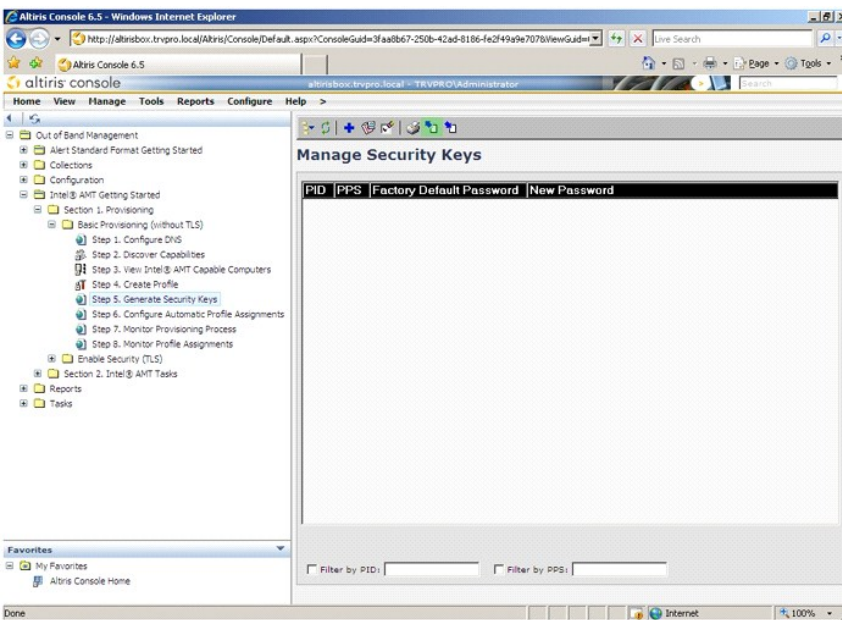 Altiris Console 6.5 - Windows Internet Explorer
http://altirisbox.trvpro.local/Altiris/Console/Default.aspx?ConsoleGuid=3faa8b67-250b-42ad-8186-fe2f49a9e707&ViewGuid=
Live Search
Altiris Console 6.5
Page
Tools
altiris console
altirisbox.trvpro.local - TRVPRO\Administrator
Search
Home View Manage Tools Reports Configure Help >
Out of Band Management
Alert Standard Format Getting Started
Collections
Configuration
Intel® AMT Getting Started
Section 1. Provisioning
Basic Provisioning (without TLS)
Step 1. Configure DNS
Step 2. Discover Capabilities
Step 3. View Intel® AMT Capable Computers
Step 4. Create Profile
Step 5. Generate Security Keys
Step 6. Configure Automatic Profile Assignments
Step 7. Monitor Provisioning Process
Step 8. Monitor Profile Assignments
Enable Security (TLS)
Section 2. Intel® AMT Tasks
Reports
Tasks
Manage Security Keys
PID PPS Factory Default Password New Password
Filter by PID:
Filter by PPS:
Favorites
My Favorites
Altiris Console Home
Done
Internet
100%